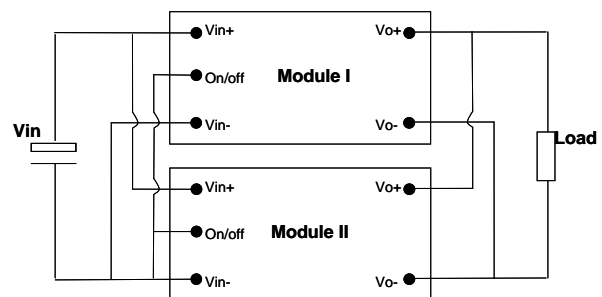 Vin+
Vo+
On/off
Module I
Vin-
Vo-
Vin
Load
Vin+
Vo+
On/off
Module II
Vin-
Vo-